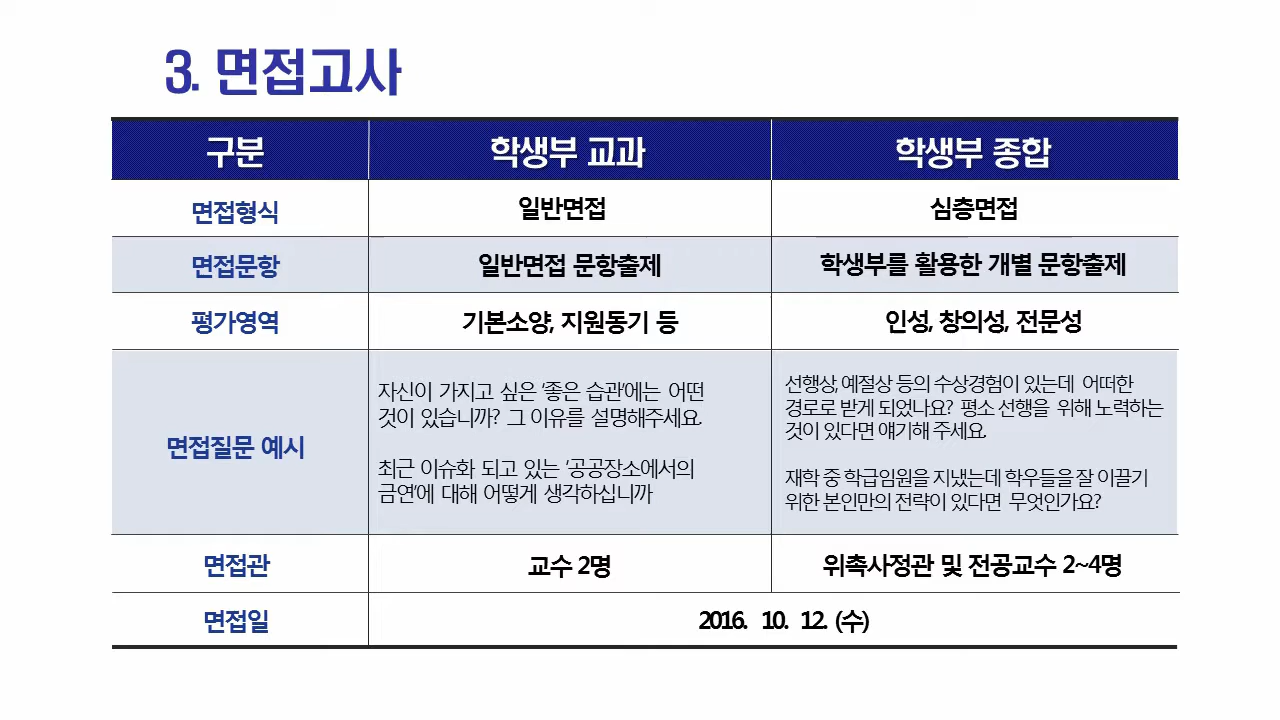 3. 면접고사
구분 학생부 교과 학생부 종합
면접형식 일반면접 심층면접
면접문항 일반면접 문항출제 학생부를 활용한 개별 문항출제
평가영역 기본소양, 지원동기 등 인성, 창의성, 전문성
면접질문 예시
자신이 가지고 싶은 '좋은 습관'에는 어떤
것이 있습니까? 그 이유를 설명해주세요.
최근 이슈화 되고 있는 '공공장소에서의
금연'에 대해 어떻게 생각하십니까
선행상, 예절상 등의 수상경험이 있는데 어떠한
경로로 받게 되었나요? 평소 선행을 위해 노력하는
것이 있다면 얘기해 주세요.
재학 중 학급임원을 지냈는데 학우들을 잘 이끌기
위한 본인만의 전략이 있다면 무엇인가요?
면접관 교수 2명 위촉사정관 및 전공교수 2~4명
면접일 2016. 10. 12. (수)